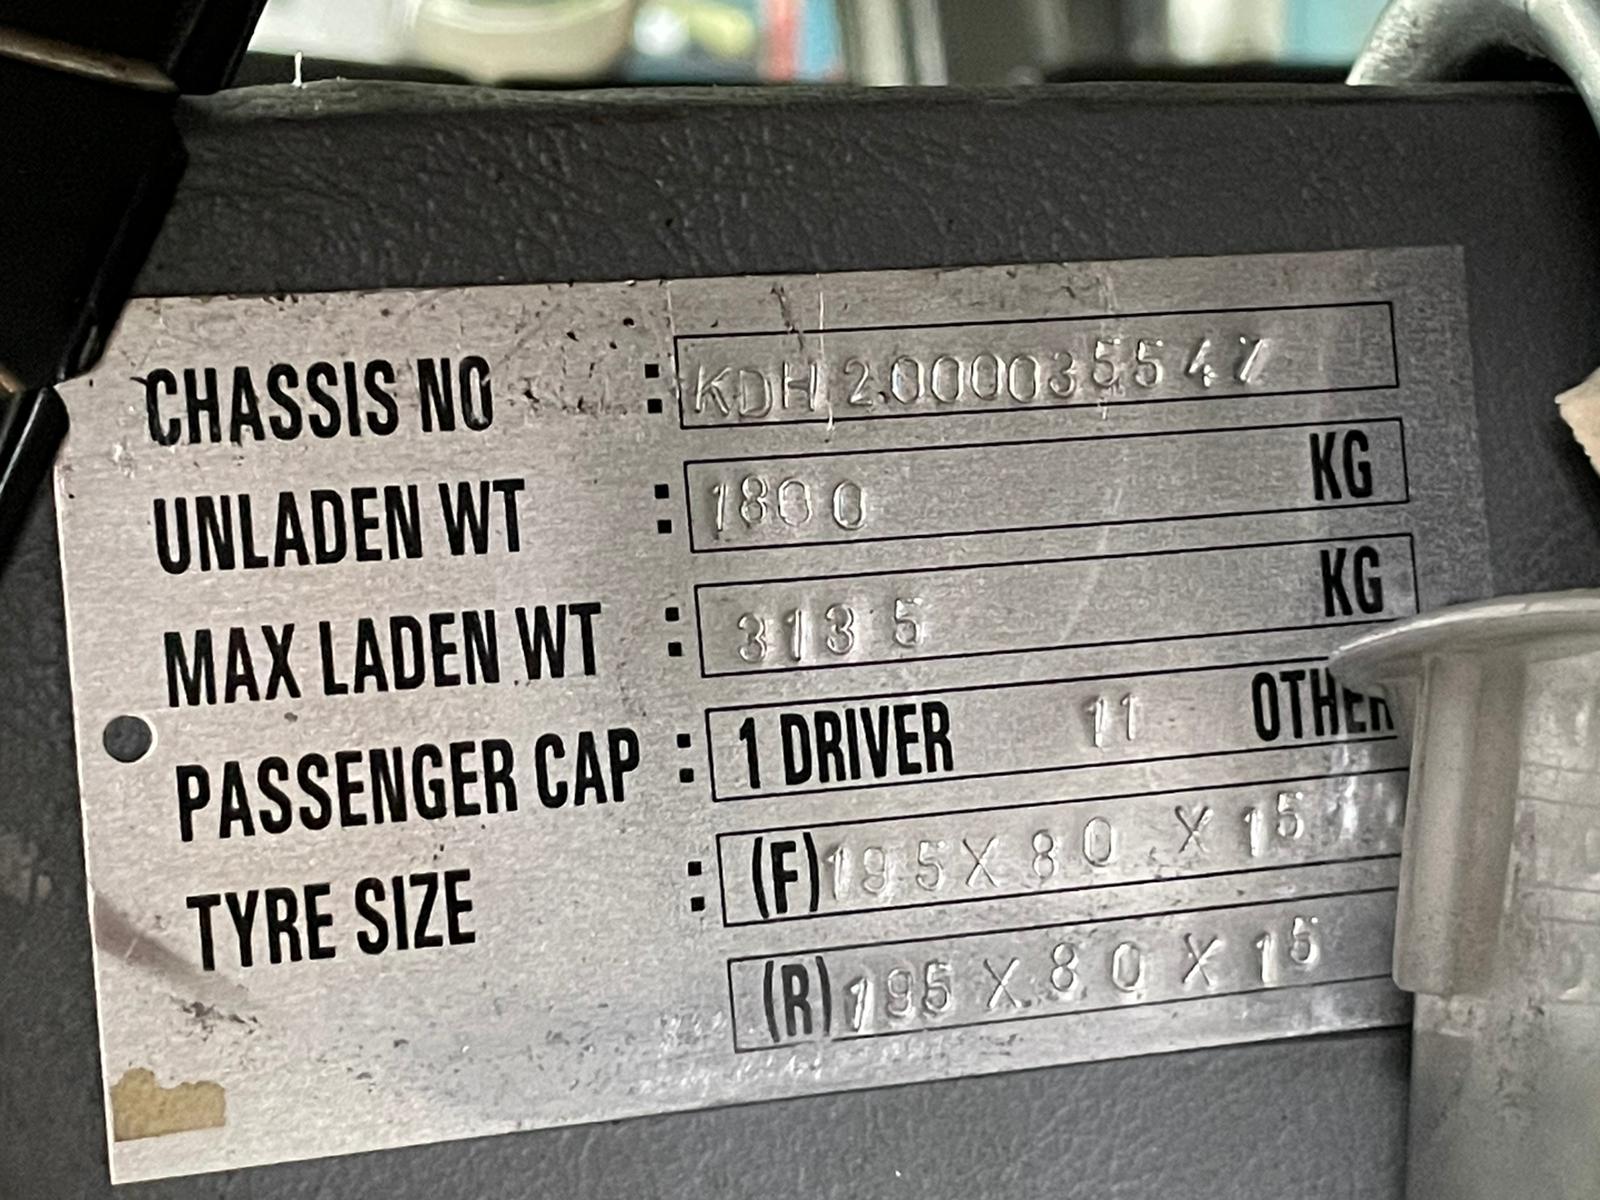 CHASSIS NO : KDH 2000035547
UNLADEN WT : 1800 KG
MAX LADEN WT : 3135 KG
PASSENGER CAP : 1 DRIVER 11 OTHER
TYRE SIZE : (F) 195 X 80 X 15
(R) 195 X 80 X 15